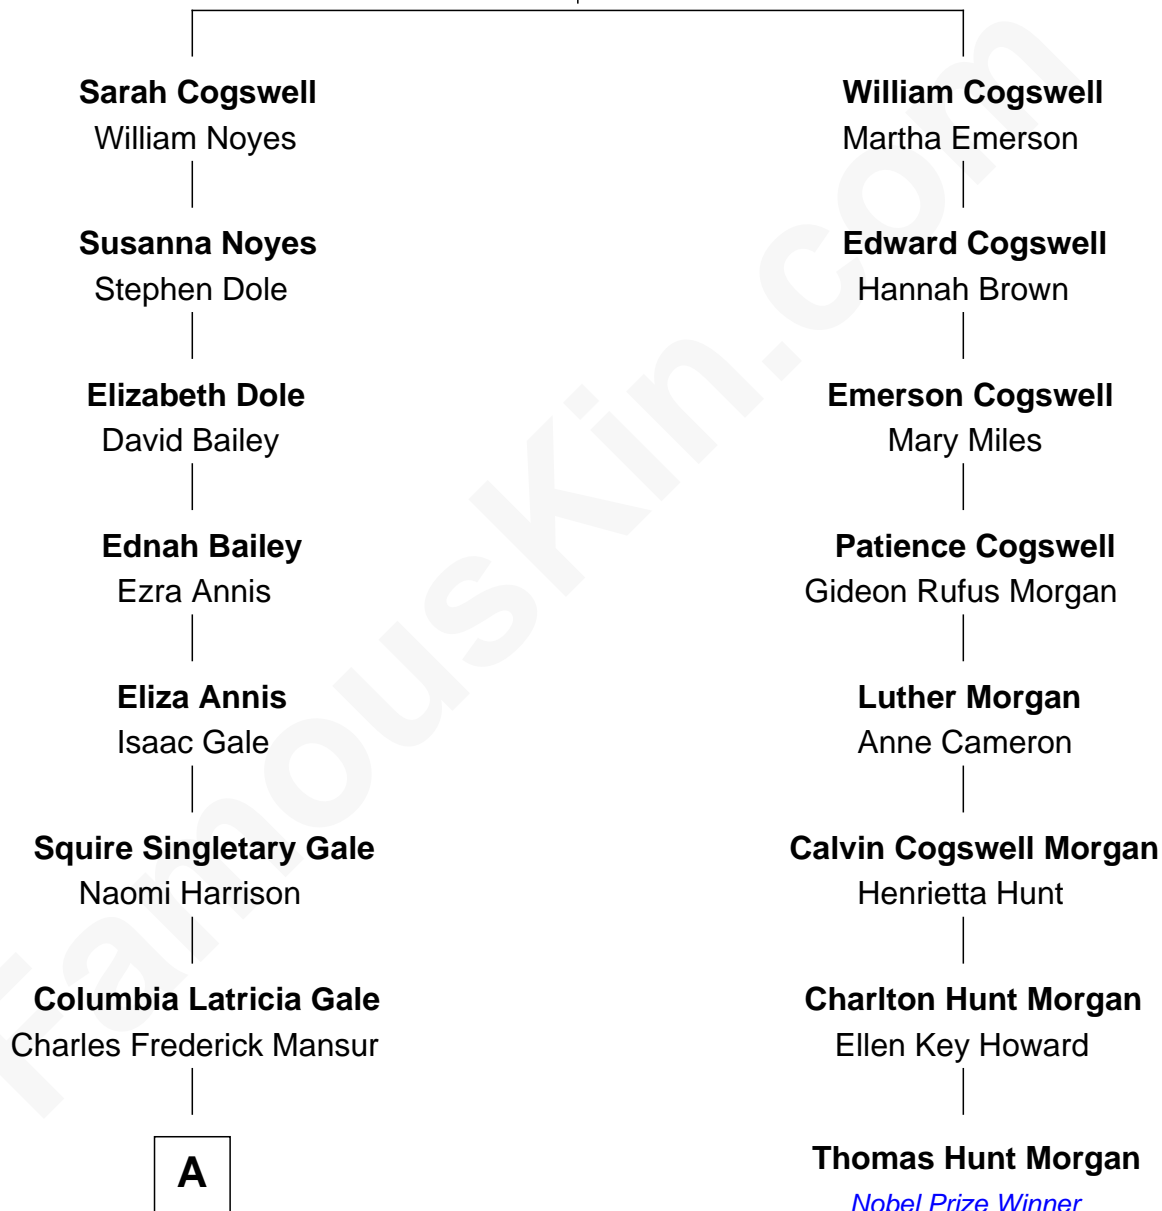 Sarah Cogswell
William Noyes
Susanna Noyes
Stephen Dole
Elizabeth Dole
David Bailey
Ednah Bailey
Ezra Annis
Eliza Annis
Isaac Gale
Squire Singletary Gale
Naomi Harrison
Columbia Latricia Gale
Charles Frederick Mansur
A
William Cogswell
Martha Emerson
Edward Cogswell
Hannah Brown
Emerson Cogswell
Mary Miles
Patience Cogswell
Gideon Rufus Morgan
Luther Morgan
Anne Cameron
Calvin Cogswell Morgan
Henrietta Hunt
Charlton Hunt Morgan
Ellen Key Howard
Thomas Hunt Morgan
Nobel Prize Winner
FamousKin.com